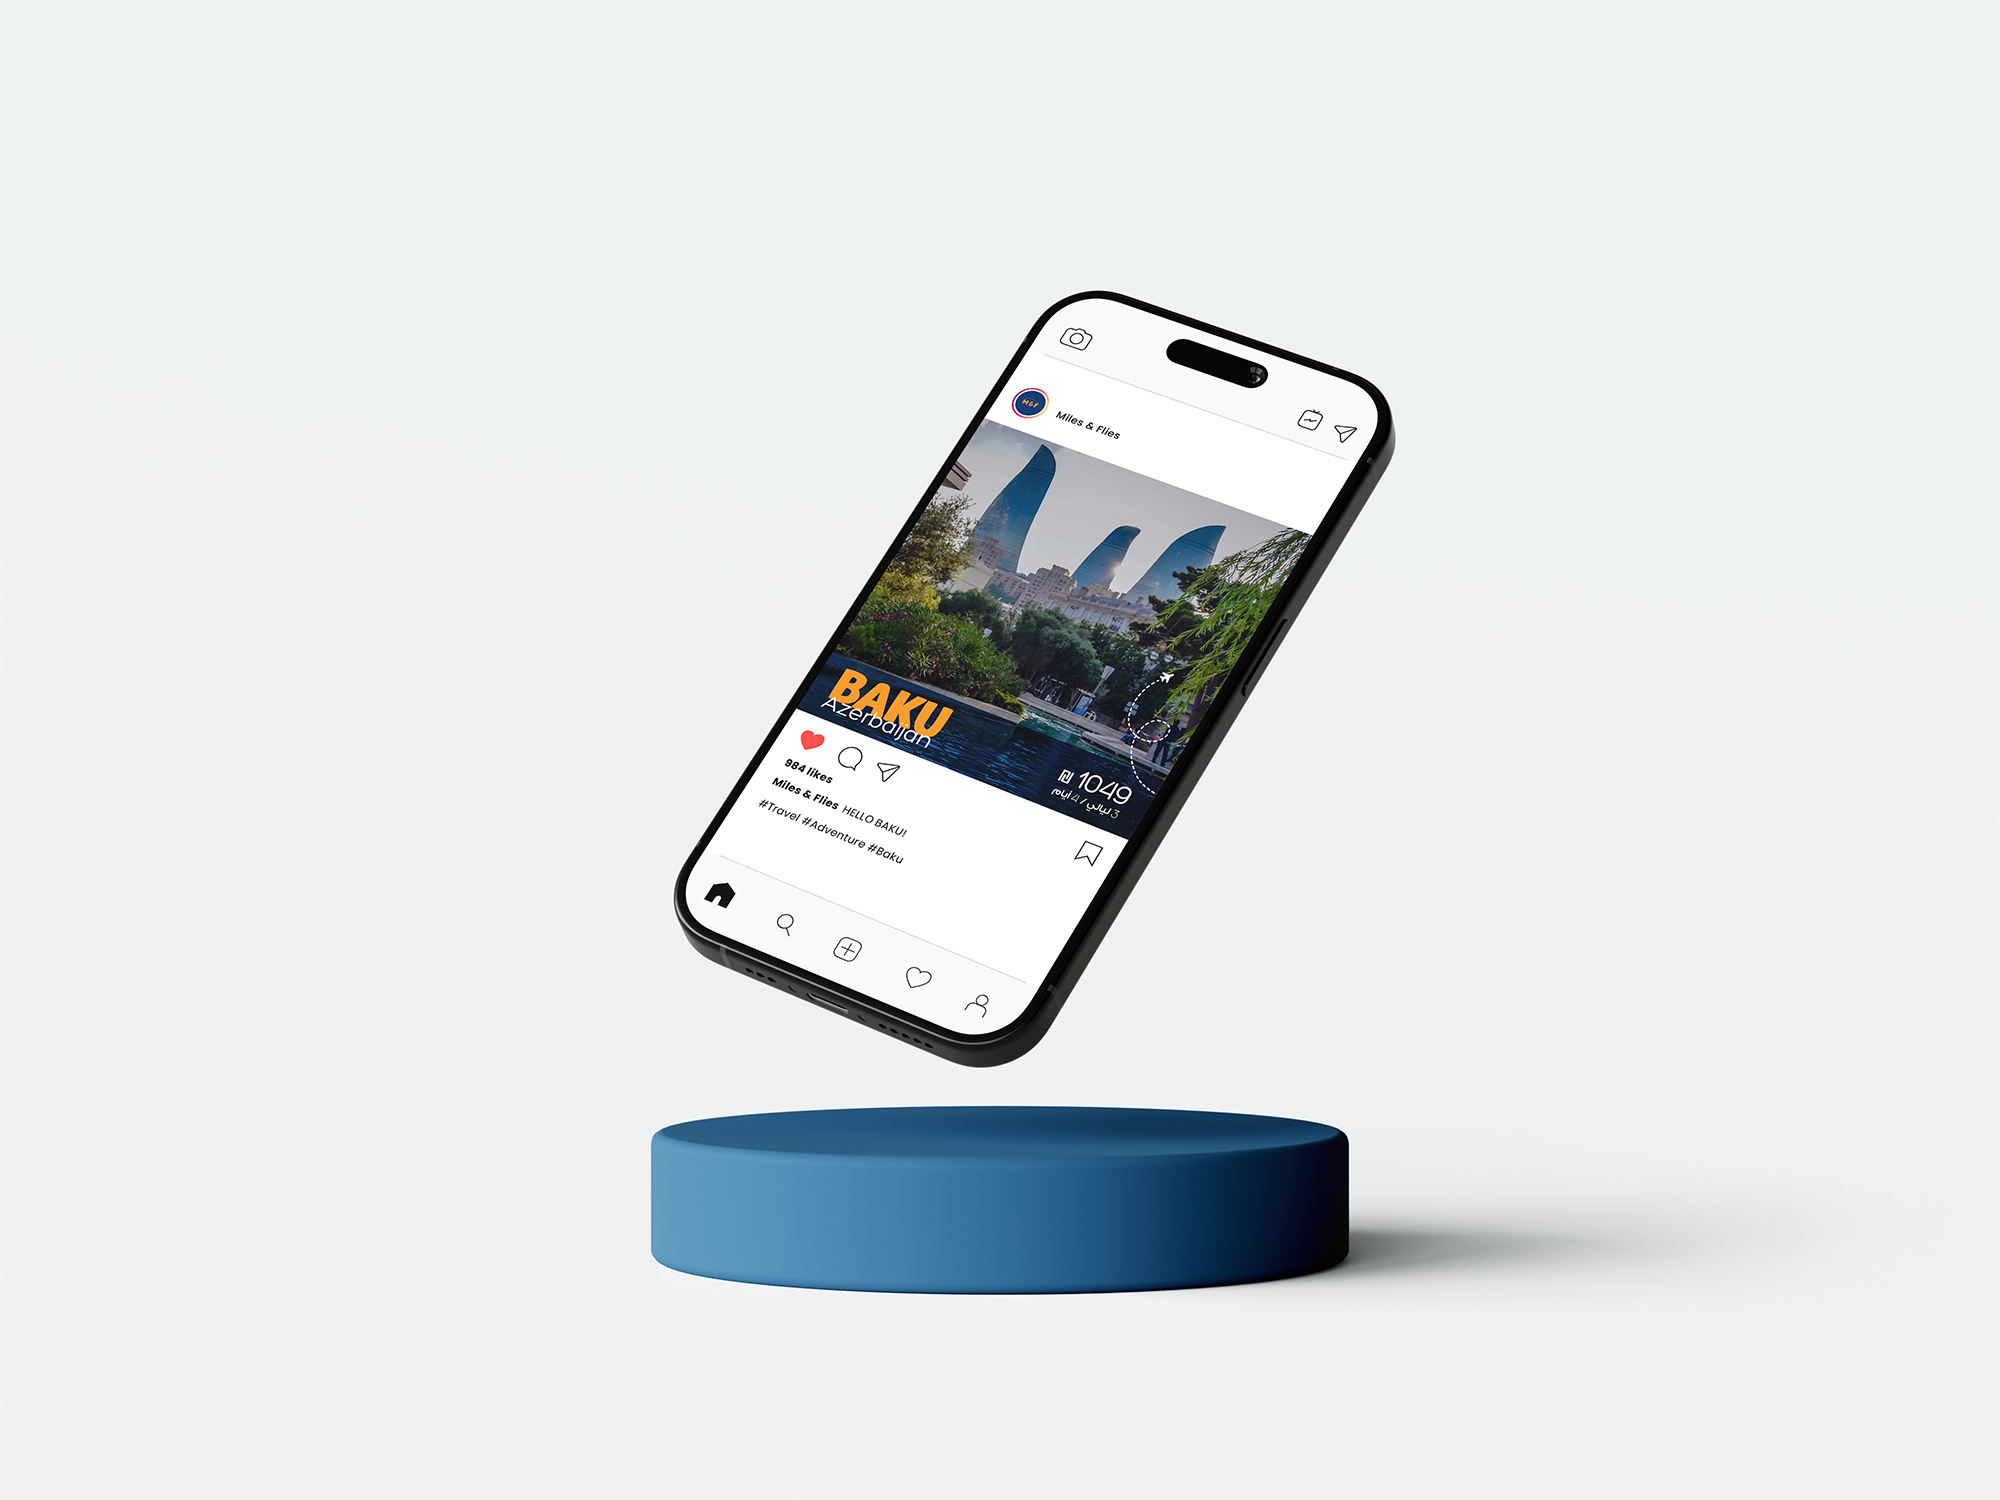 M&F
Miles & Flies
BAKU
Azerbaijan
₪ 1049
3 ليالي / 4 أيام
984 likes
Miles & Flies HELLO BAKU!
#Travel #Adventure #Baku